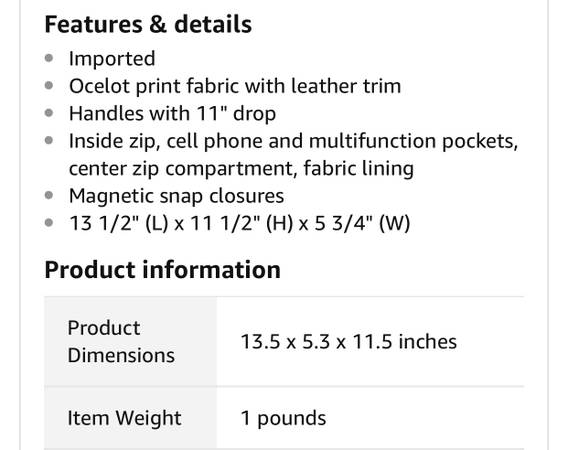 Features & details
Imported
Ocelot print fabric with leather trim
Handles with 11" drop
Inside zip, cell phone and multifunction pockets,
center zip compartment, fabric lining
Magnetic snap closures
13 1/2" (L) x 11 1/2" (H) x 5 3/4" (W)
Product information
Product
Dimensions
13.5 x 5.3 x 11.5 inches
Item Weight
1 pounds